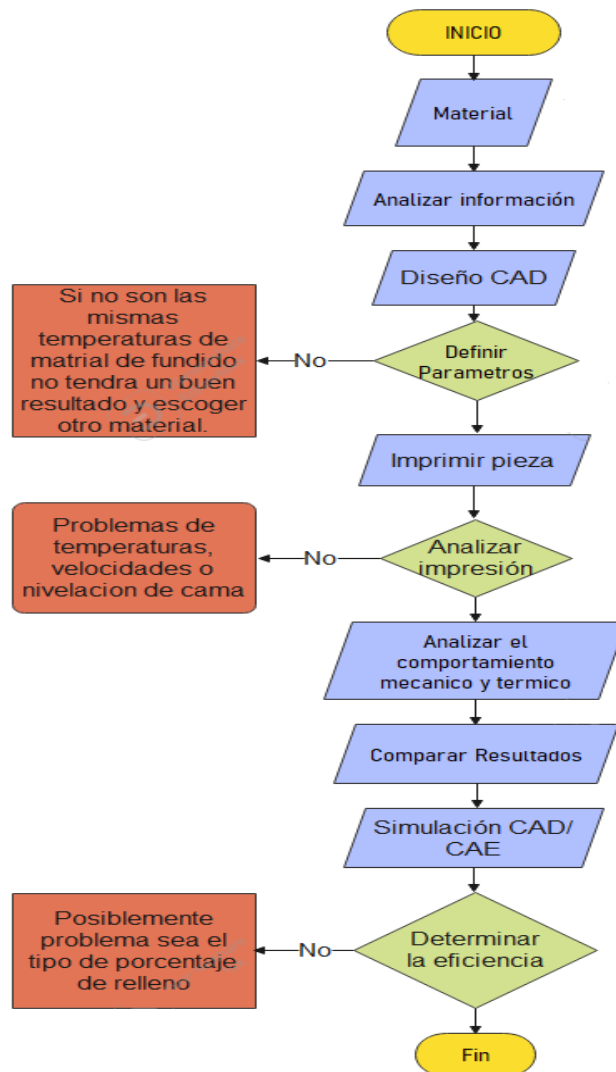 INICIO
Material
Analizar información
Diseño CAD
Definir
Parametros
No
Si no son las
mismas
temperaturas de
matrial de fundido
no tendra un buen
resultado y escoger
otro material.
Imprimir pieza
Analizar
impresión
No
Problemas de
temperaturas,
velocidades o
nivelacion de cama
Analizar el
comportamiento
mecanico y termico
Comparar Resultados
Simulación CAD/
CAE
Determinar
la eficiencia
No
Posiblemente
problema sea el
tipo de porcentaje
de relleno
Fin